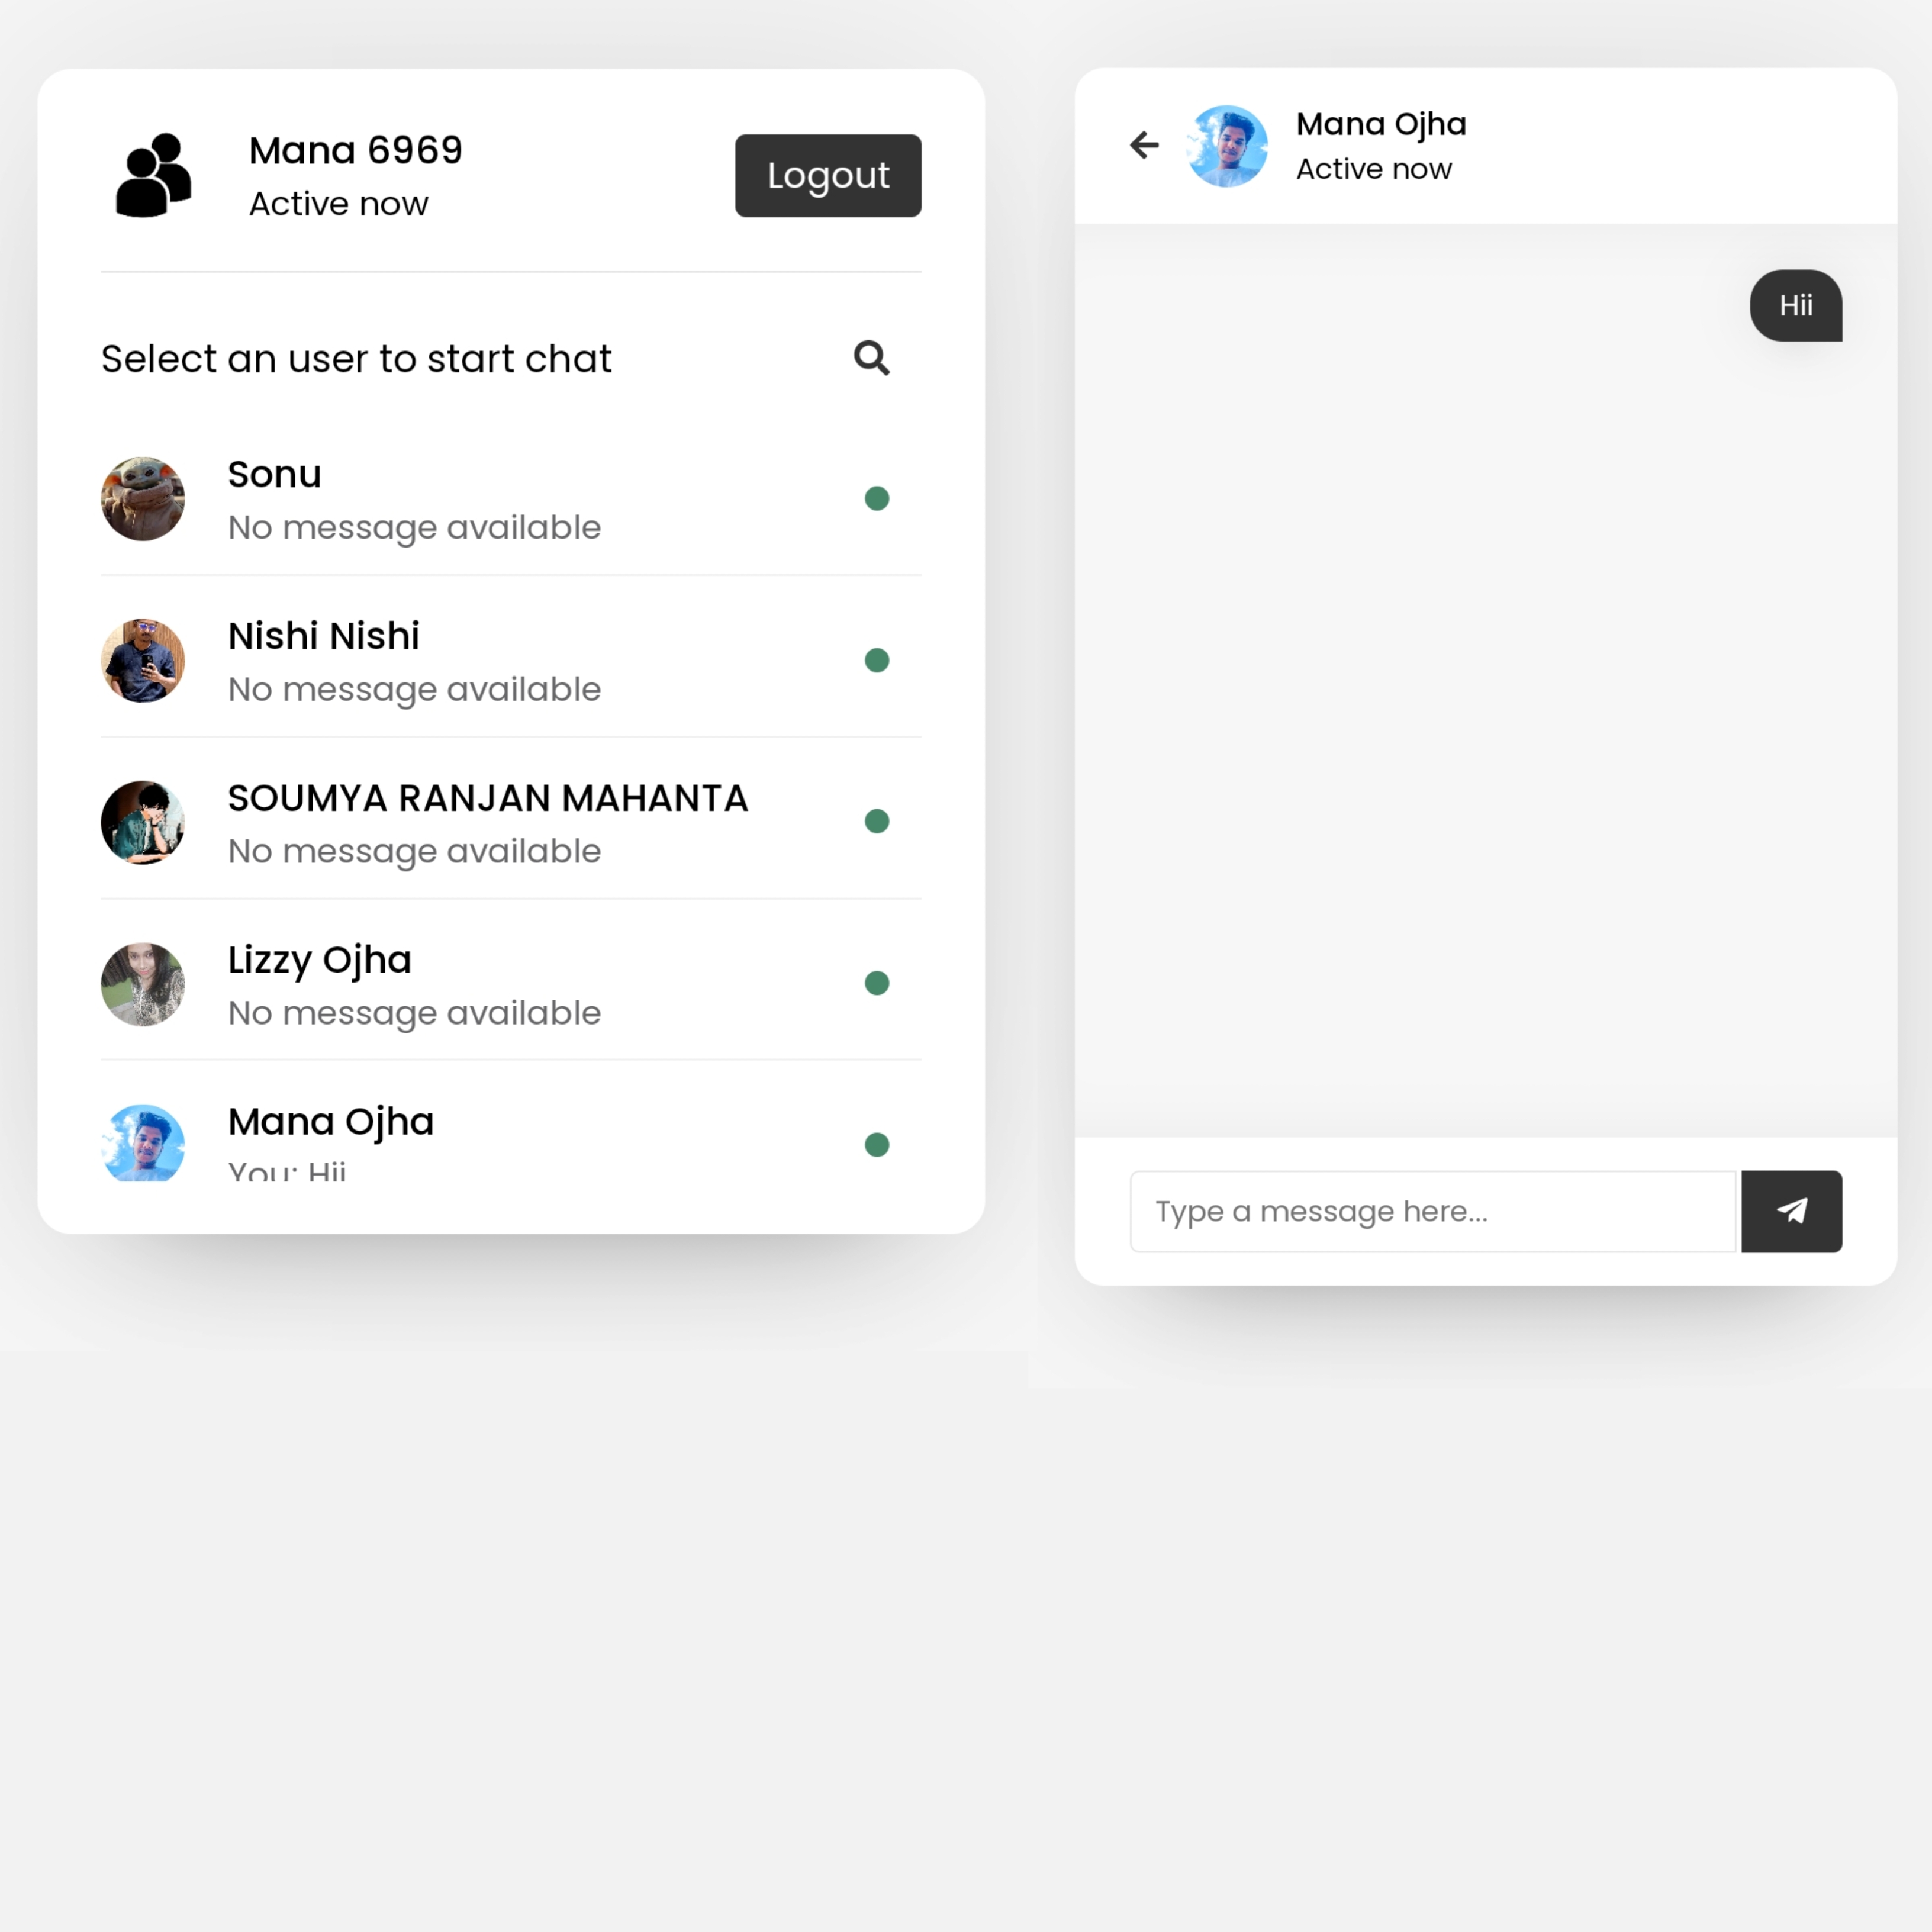 Mana 6969
Active now
Logout
Select an user to start chat
Sonu
No message available
Nishi Nishi
No message available
SOUMYA RANJAN MAHANTA
No message available
Lizzy Ojha
No message available
Mana Ojha
You: Hii
Mana Ojha
Active now
Hii
Type a message here...